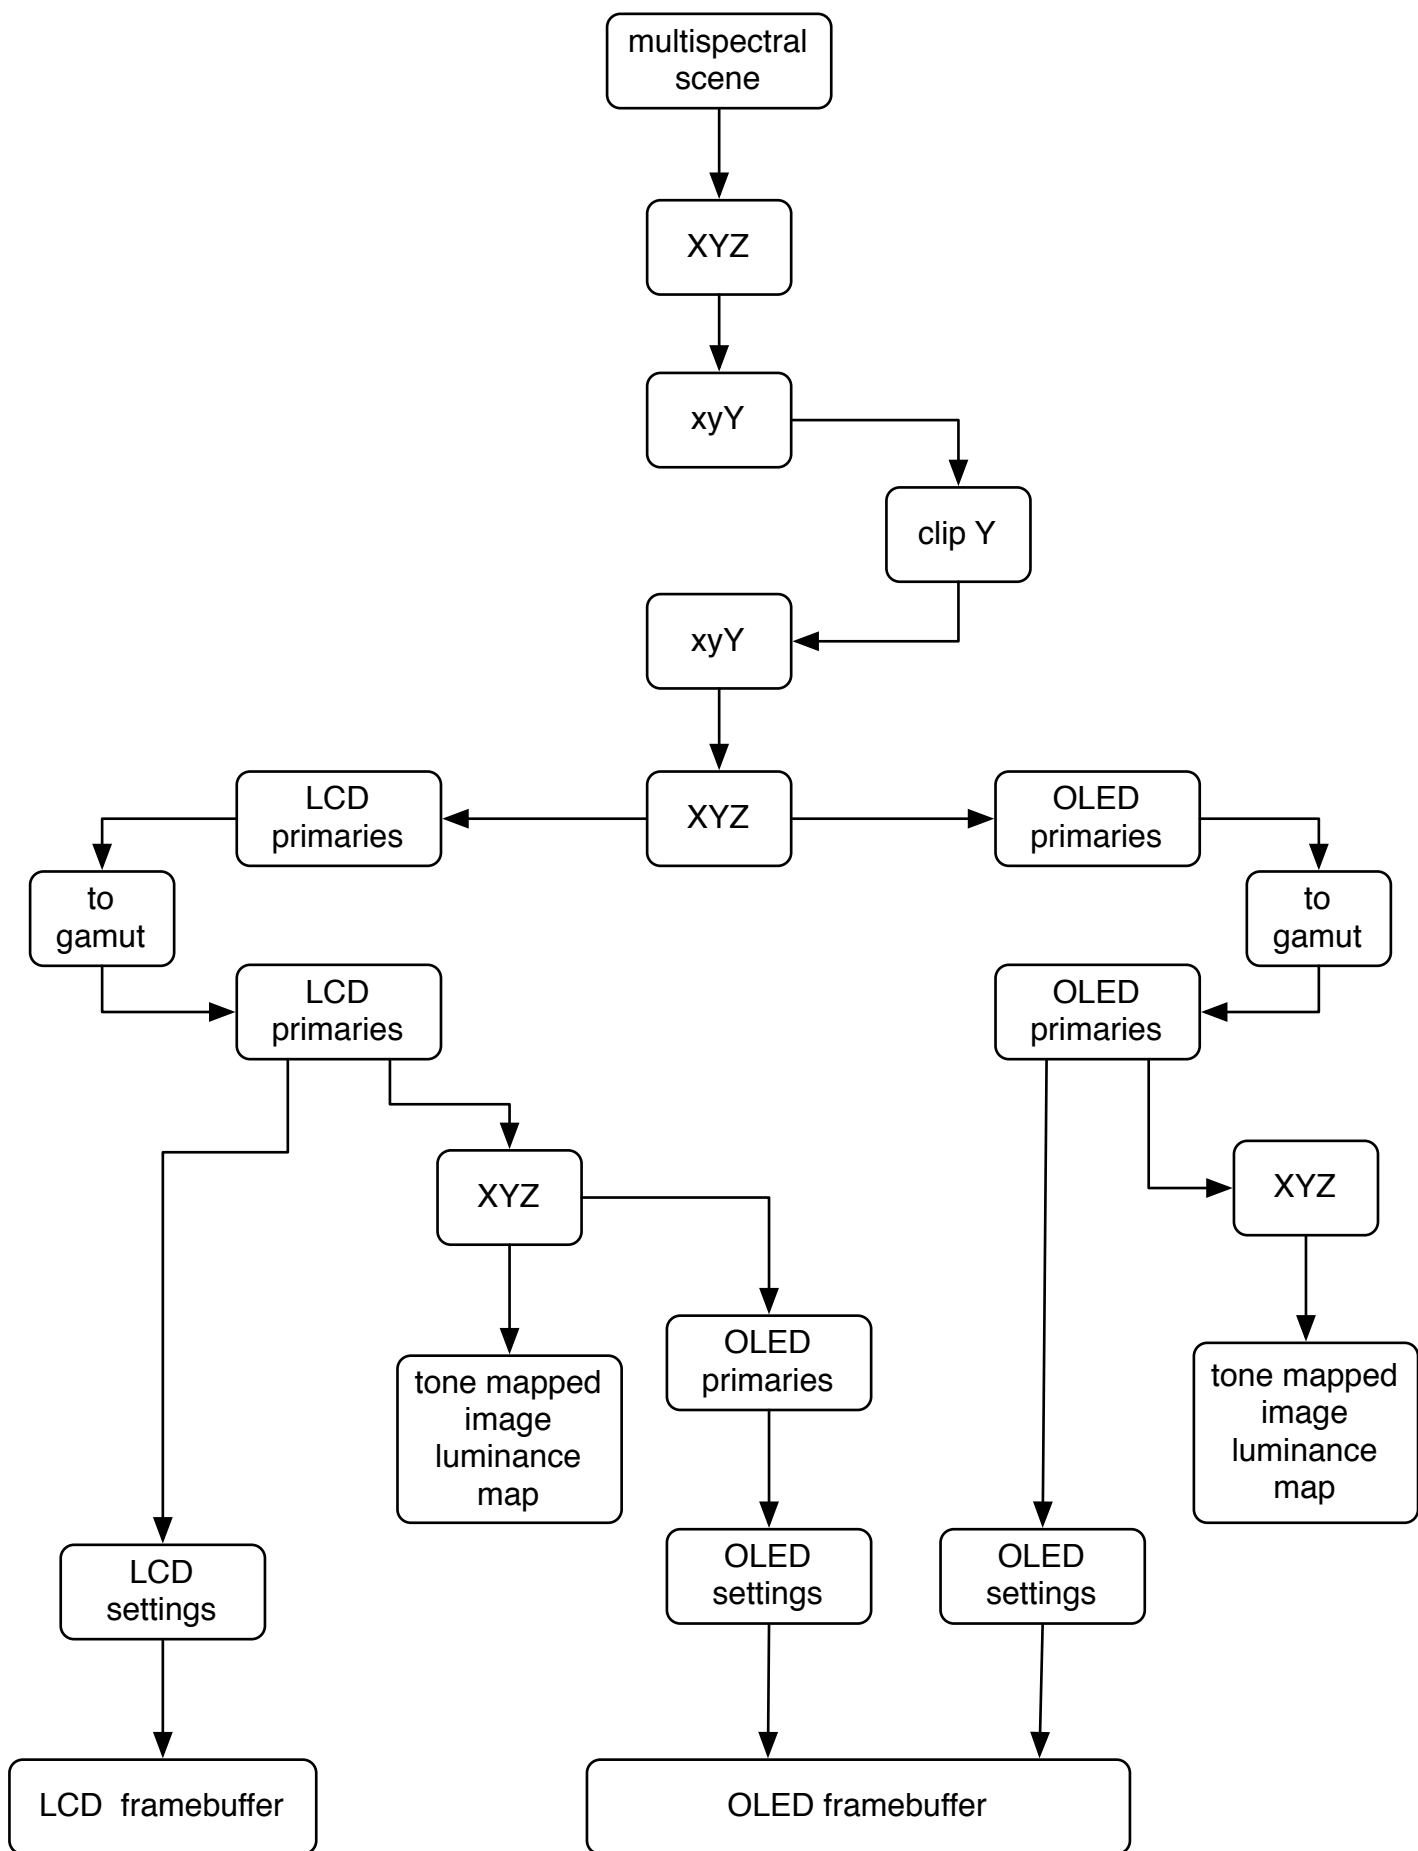 multispectral
scene
XYZ
xyY
clip Y
xyY
LCD
primaries
XYZ
OLED
primaries
to
gamut
to
gamut
LCD
primaries
OLED
primaries
XYZ
XYZ
OLED
primaries
tone mapped
image
luminance
map
tone mapped
image
luminance
map
LCD
settings
OLED
settings
OLED
settings
LCD framebuffer
OLED framebuffer